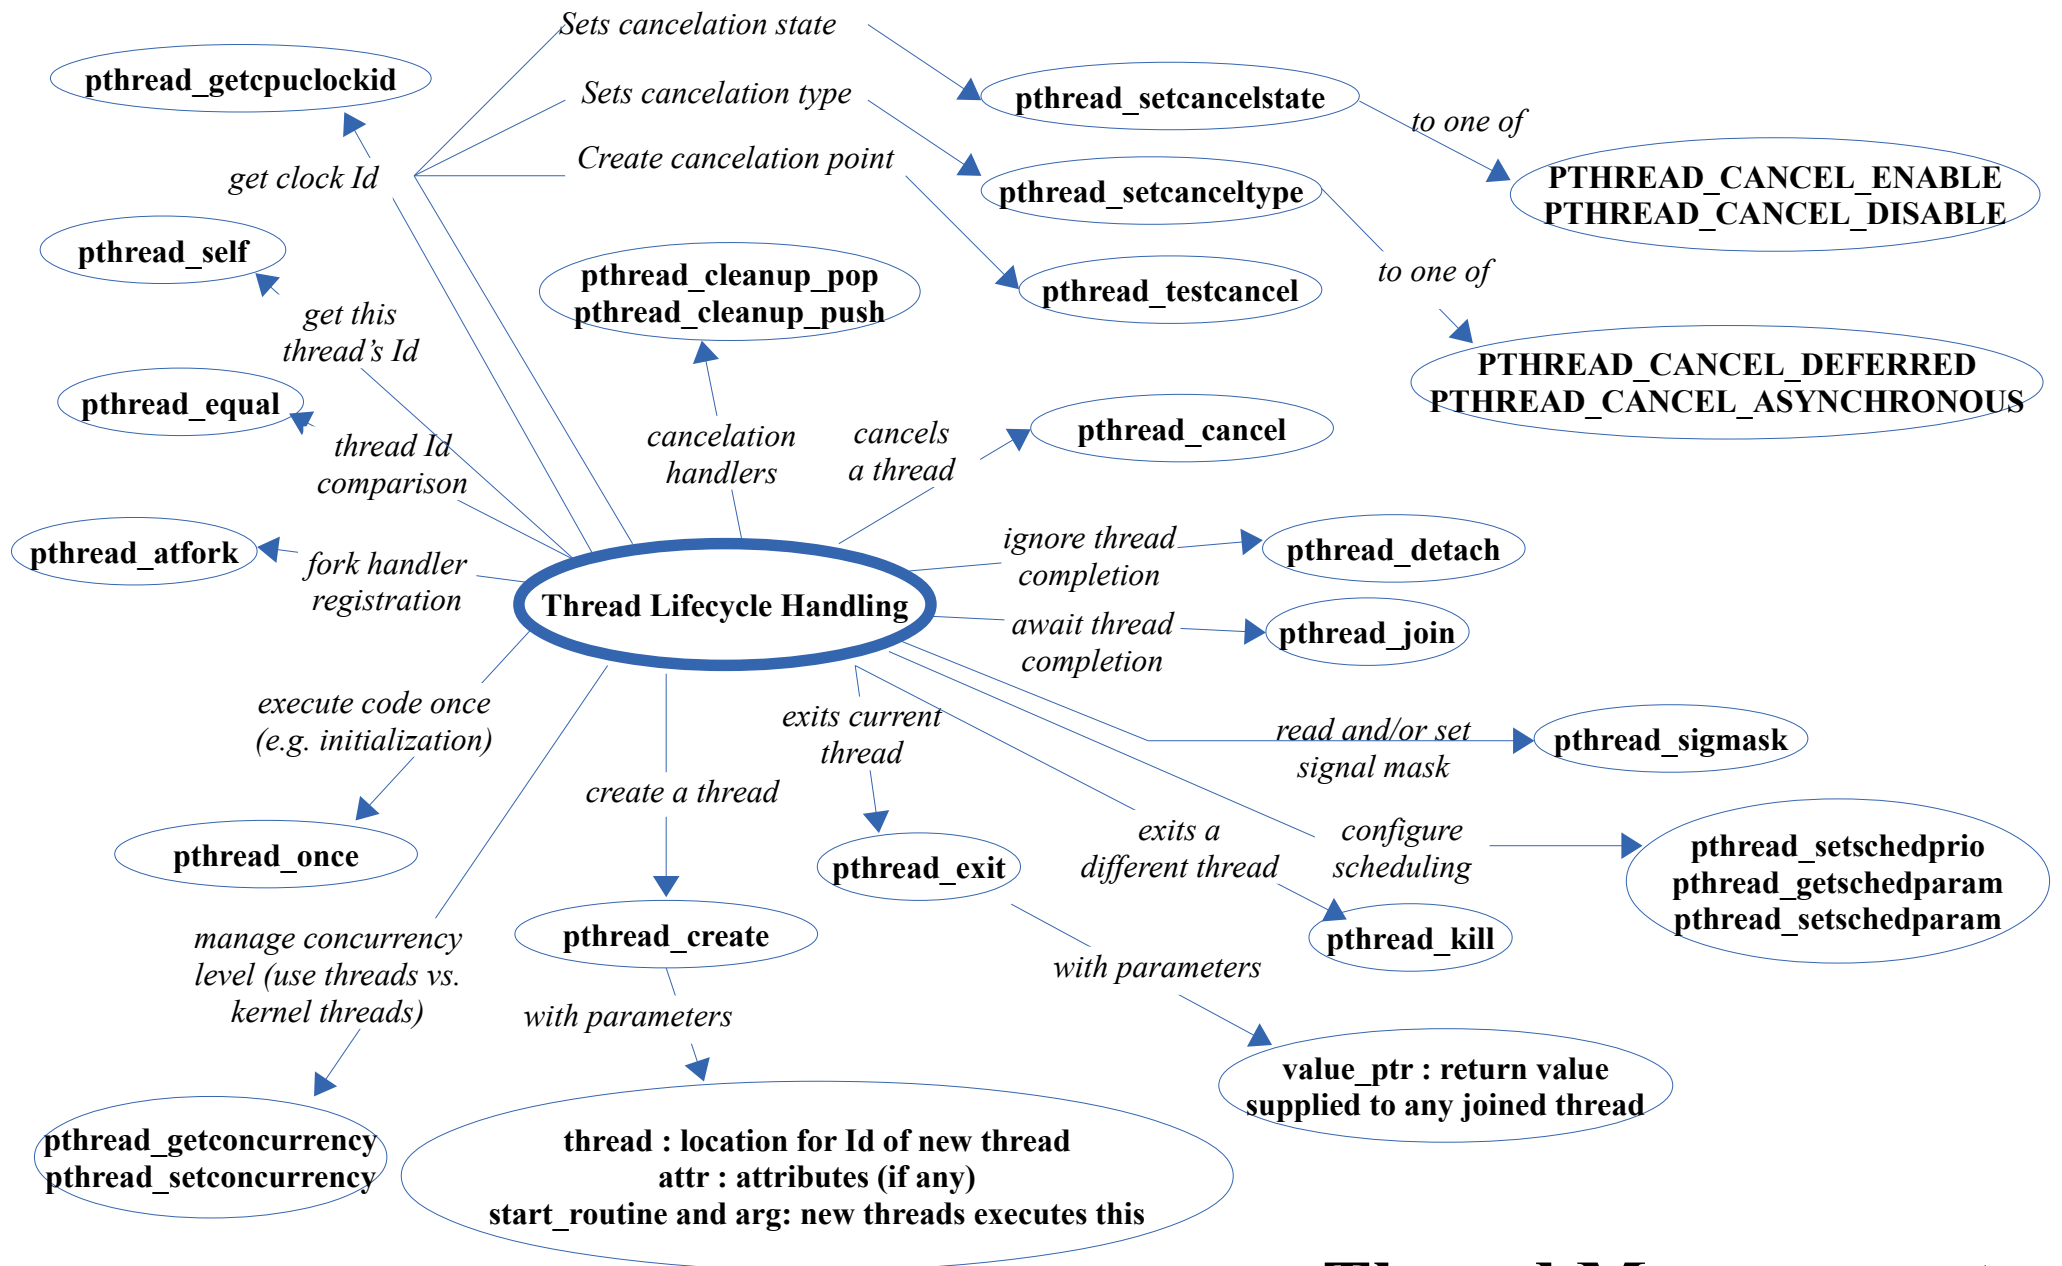 Sets cancelation state
pthread_getcpuclockid
Sets cancelation type
pthread_setcancelstate
to one of
Create cancelation point
get clock Id
pthread_setcanceltype
PTHREAD_CANCEL_ENABLE
PTHREAD_CANCEL_DISABLE
pthread_self
pthread_cleanup_pop
pthread_cleanup_push
pthread_testcancel
to one of
get this
thread's Id
PTHREAD_CANCEL_DEFERRED
PTHREAD_CANCEL_ASYNCHRONOUS
pthread_equal
thread Id
comparison
cancelation
handlers
cancels
a thread
pthread_cancel
pthread_atfork
fork handler
registration
ignore thread
completion
pthread_detach
Thread Lifecycle Handling
await thread
completion
pthread_join
execute code once
(e.g. initialization)
exits current
thread
read and/or set
signal mask
pthread_sigmask
create a thread
pthread_once
pthread_exit
exits a
different thread
configure
scheduling
pthread_setschedprio
pthread_getschedparam
pthread_setschedparam
manage concurrency
level (use threads vs.
kernel threads)
pthread_create
pthread_kill
with parameters
with parameters
value_ptr : return value
supplied to any joined thread
pthread_getconcurrency
pthread_setconcurrency
thread : location for Id of new thread
attr : attributes (if any)
start_routine and arg: new threads executes this